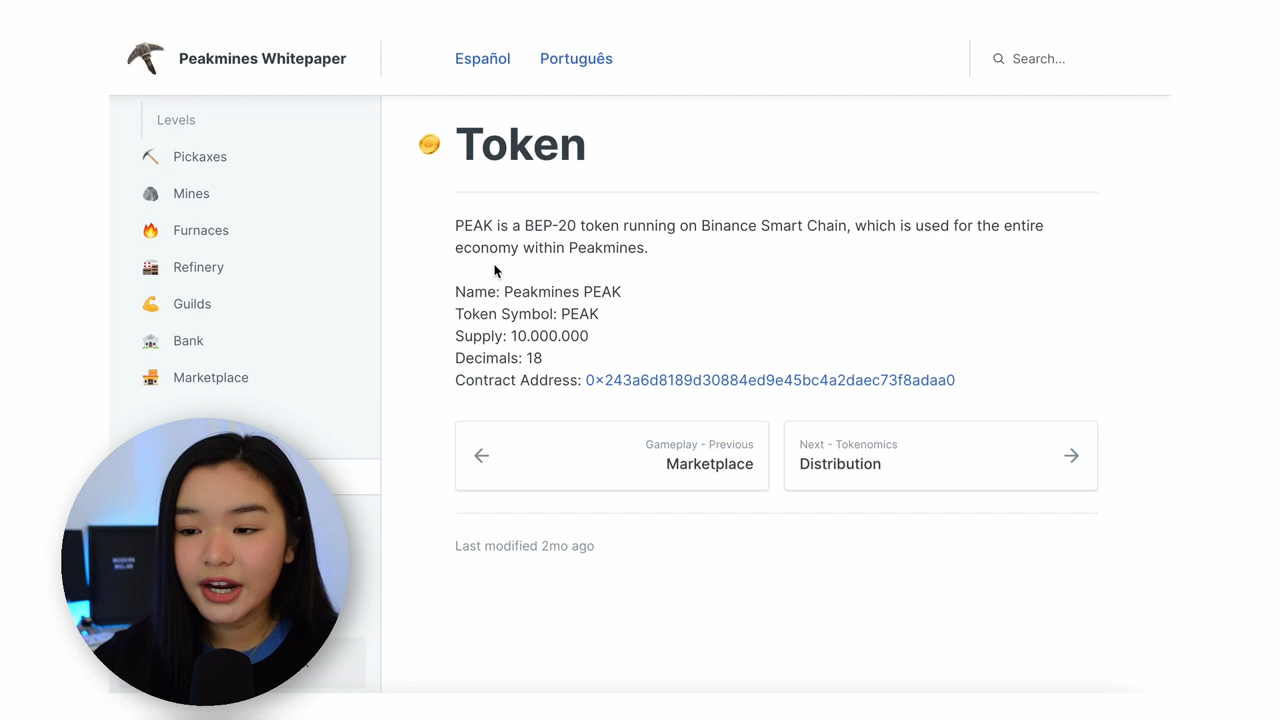 Peakmines Whitepaper
Español
Português
Search...
Levels
Pickaxes
Mines
Furnaces
Refinery
Guilds
Bank
Marketplace
Token
PEAK is a BEP-20 token running on Binance Smart Chain, which is used for the entire
economy within Peakmines.
Name: Peakmines PEAK
Token Symbol: PEAK
Supply: 10.000.000
Decimals: 18
Contract Address: 0x243a6d8189d30884ed9e45bc4a2daec73f8adaa0
Gameplay - Previous
Marketplace
Next - Tokenomics
Distribution
Last modified 2mo ago
MODERN